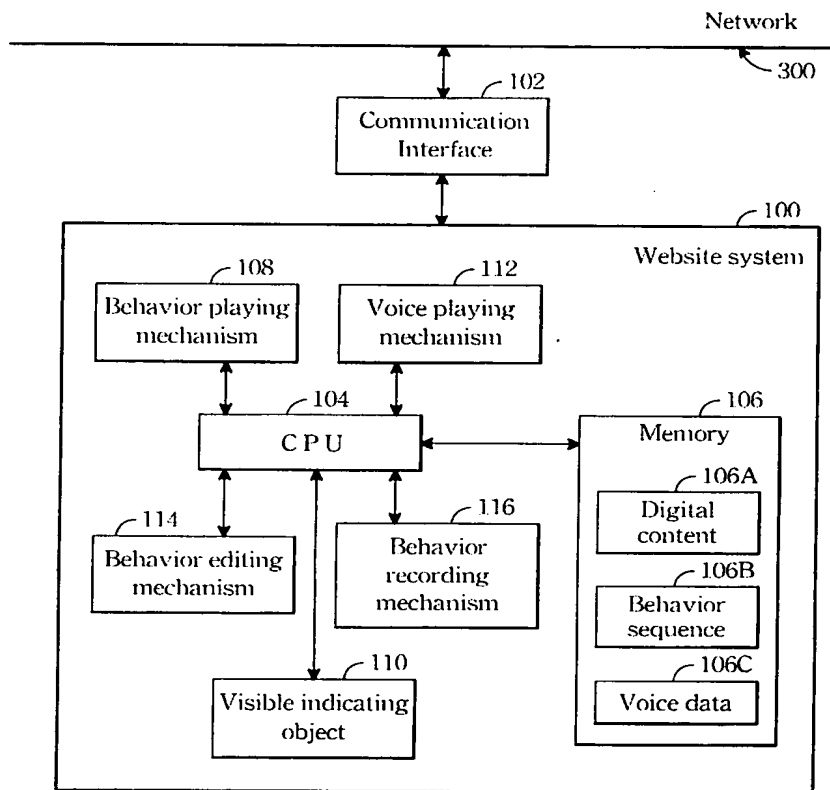 Network
300
102
Communication
Interface
100
Website system
108
Behavior playing
mechanism
112
Voice playing
mechanism
104
CPU
106
Memory
106A
Digital
content
106B
Behavior
sequence
106C
Voice data
114
Behavior editing
mechanism
116
Behavior
recording
mechanism
110
Visible indicating
object